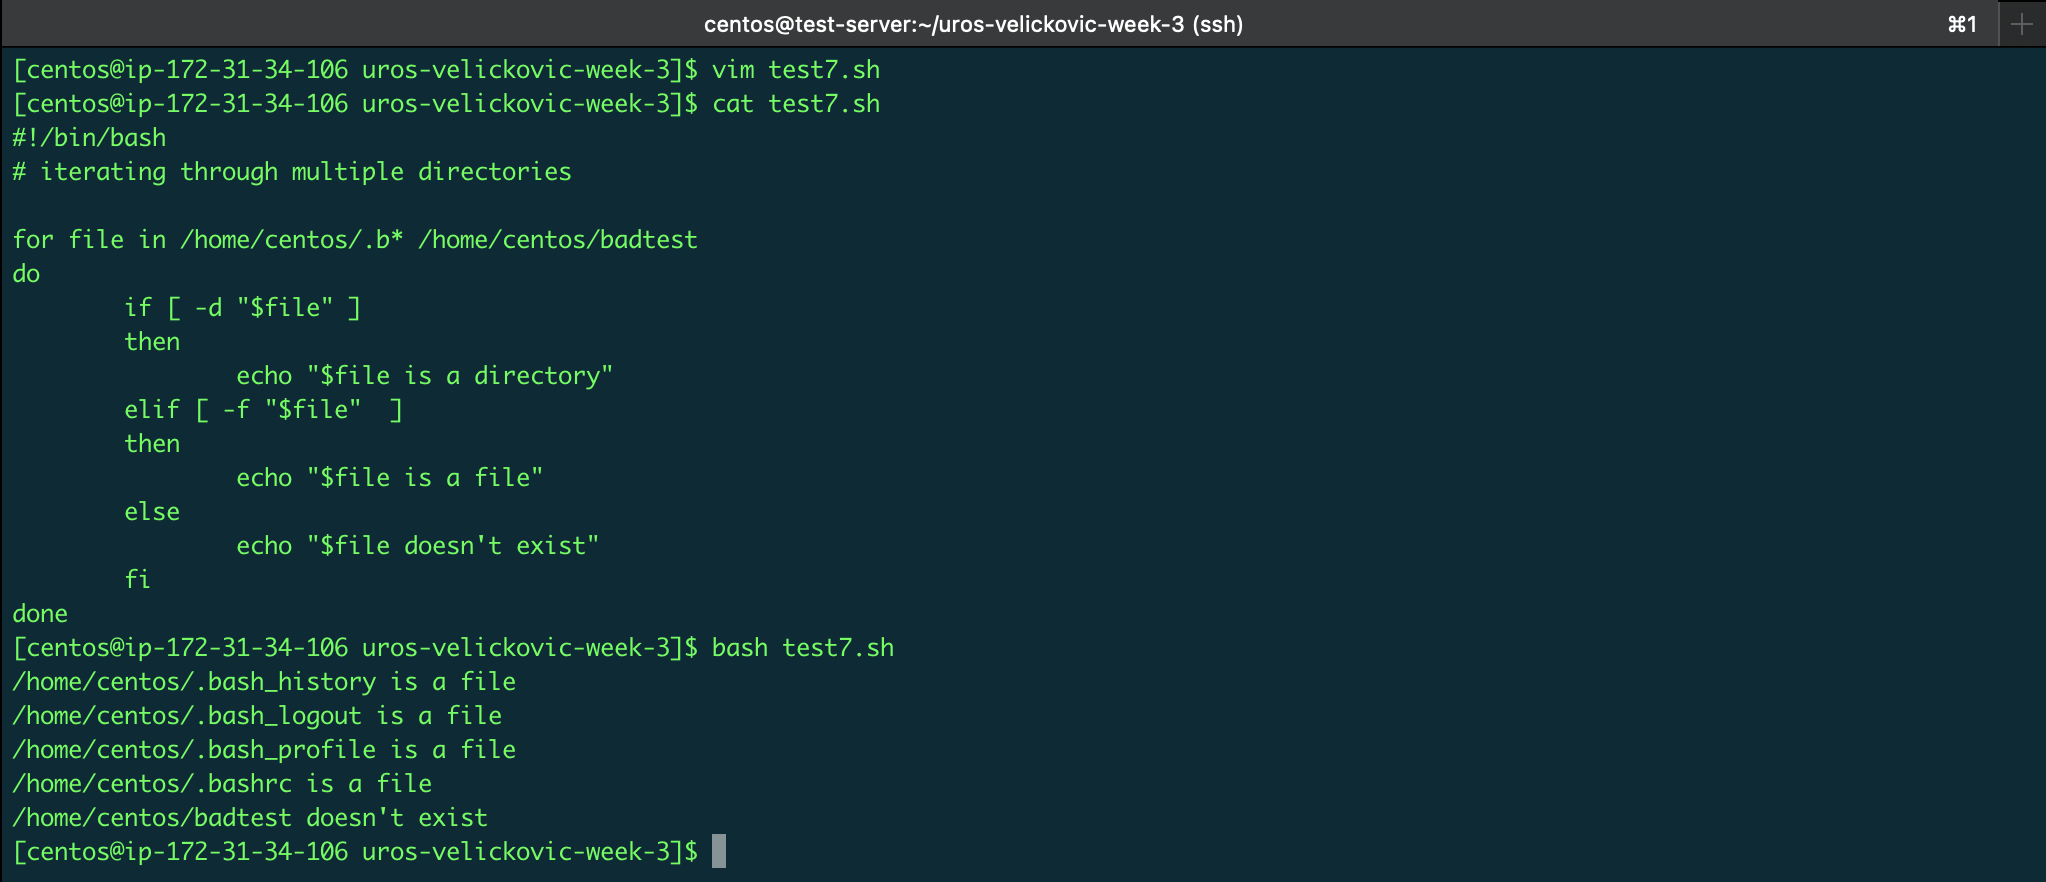 centos@test-server:~/uros-velickovic-week-3 (ssh) ⌘1 +
[centos@ip-172-31-34-106 uros-velickovic-week-3]$ vim test7.sh
[centos@ip-172-31-34-106 uros-velickovic-week-3]$ cat test7.sh
#!/bin/bash
# iterating through multiple directories

for file in /home/centos/.b* /home/centos/badtest
do
        if [ -d "$file" ]
        then
                echo "$file is a directory"
        elif [ -f "$file"  ]
        then
                echo "$file is a file"
        else
                echo "$file doesn't exist"
        fi
done
[centos@ip-172-31-34-106 uros-velickovic-week-3]$ bash test7.sh
/home/centos/.bash_history is a file
/home/centos/.bash_logout is a file
/home/centos/.bash_profile is a file
/home/centos/.bashrc is a file
/home/centos/badtest doesn't exist
[centos@ip-172-31-34-106 uros-velickovic-week-3]$